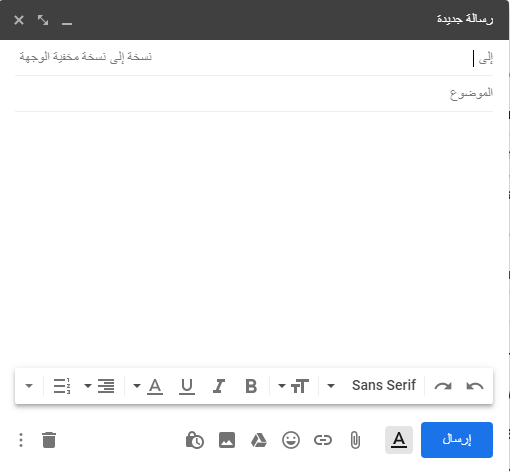 رسالة جديدة
إلى نسخة إلى نسخة مخفية الوجهة
الموضوع
Sans Serif B I U A
إرسال A